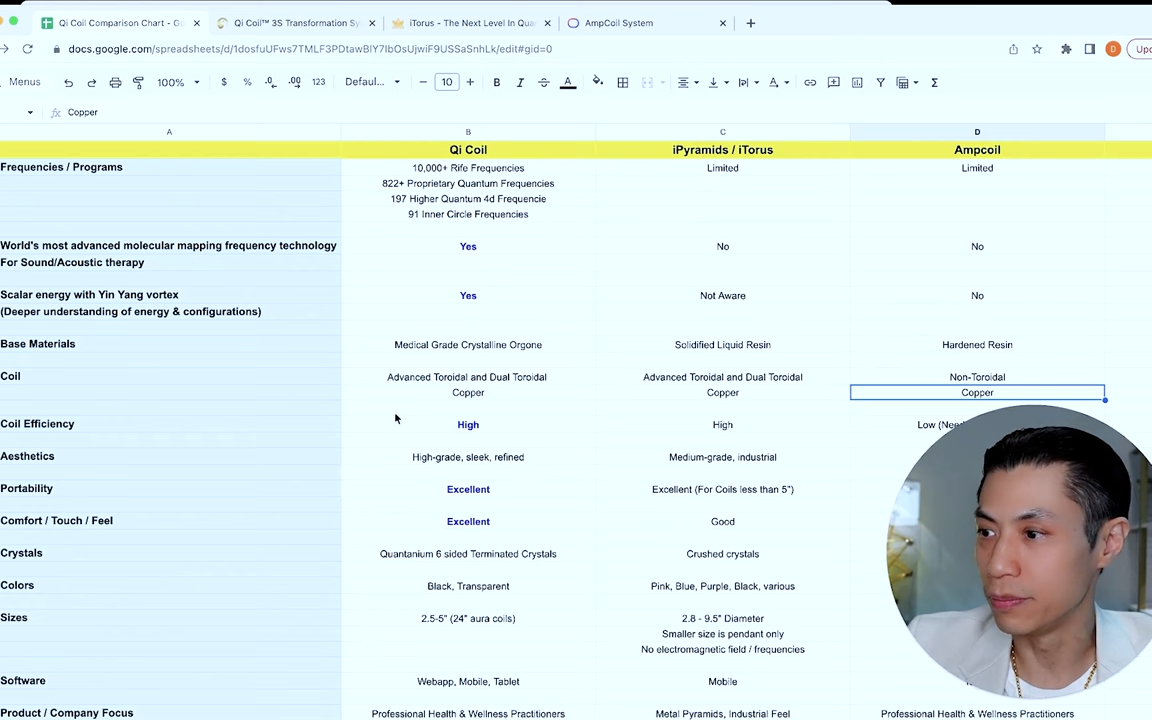 Qi Coil Comparison Chart - Go
Qi Coil™ 3S Transformation Sy
iTorus - The Next Level In Qua
AmpCoil System
docs.google.com/spreadsheets/d/1dosfuUFws7TMLF3PDtawBlY7IbOsUjwiF9USSaSnhLk/edit#gid=0
D
Upd
Menus
100%
$
%
.0
.00
123
Defaul...
10
B
I
A
Σ
fx
Copper
A
B
C
D
Qi Coil
iPyramids / iTorus
Ampcoil
Frequencies / Programs
10,000+ Rife Frequencies
Limited
Limited
822+ Proprietary Quantum Frequencies
197 Higher Quantum 4d Frequencie
91 Inner Circle Frequencies
World's most advanced molecular mapping frequency technology
Yes
No
No
For Sound/Acoustic therapy
Scalar energy with Yin Yang vortex
Yes
Not Aware
No
(Deeper understanding of energy & configurations)
Base Materials
Medical Grade Crystalline Orgone
Solidified Liquid Resin
Hardened Resin
Coil
Advanced Toroidal and Dual Toroidal
Advanced Toroidal and Dual Toroidal
Non-Toroidal
Copper
Copper
Copper
Coil Efficiency
High
High
Low
Aesthetics
High-grade, sleek, refined
Medium-grade, industrial
Portability
Excellent
Excellent (For Coils less than 5")
Comfort / Touch / Feel
Excellent
Good
Crystals
Quantanium 6 sided Terminated Crystals
Crushed crystals
Colors
Black, Transparent
Pink, Blue, Purple, Black, various
Sizes
2.5-5" (24" aura coils)
2.8 - 9.5" Diameter
Smaller size is pendant only
No electromagnetic field / frequencies
Software
Webapp, Mobile, Tablet
Mobile
Product / Company Focus
Professional Health & Wellness Practitioners
Metal Pyramids, Industrial Feel
Professional Health & Wellness Practitioners